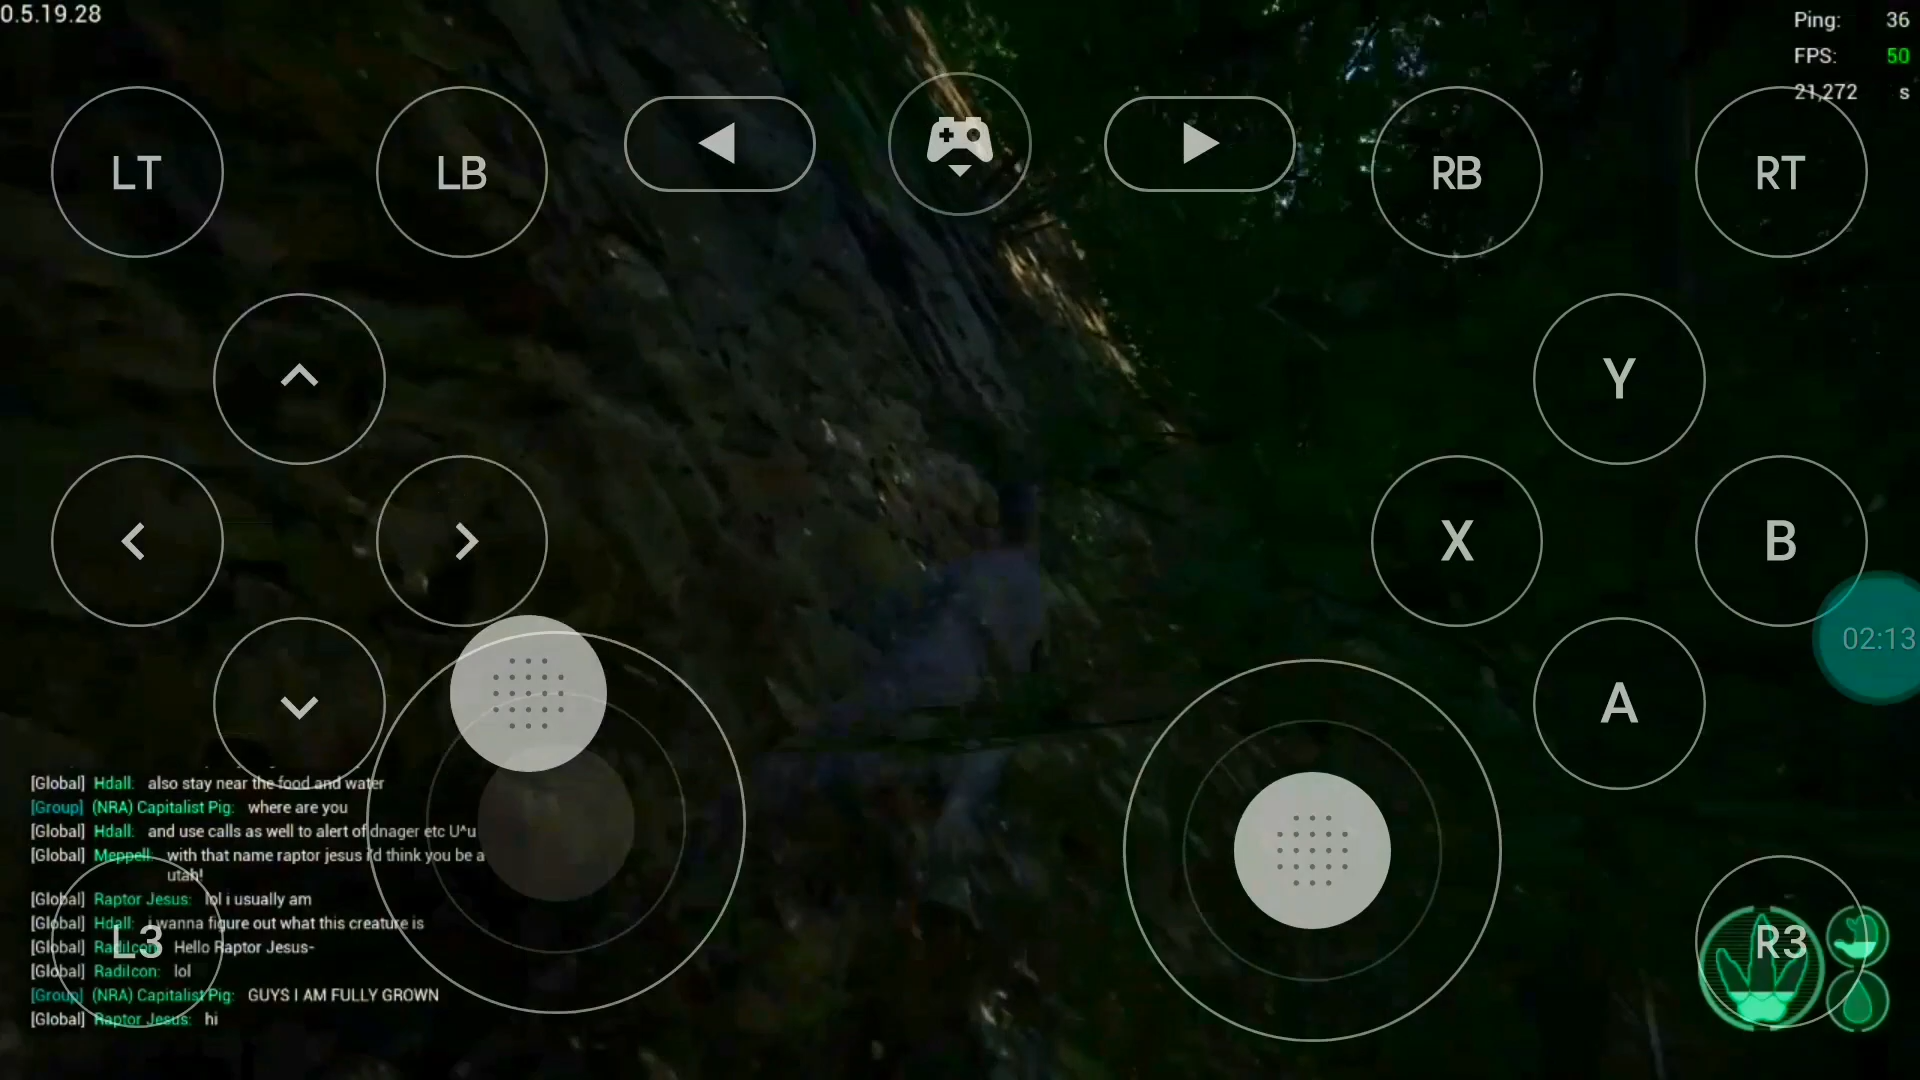 0.5.19.28
Ping: 36
FPS: 50
21,272 s
LT
LB
RB
RT
Y
X
B
A
02:13
[Global] Hdall: also stay near the food and water
[Group] (NRA) Capitalist Pig: where are you
[Global] Hdall: and use calls as well to alert of dnager etc U^u
[Global] Meppell: with that name raptor jesus i'd think you be a
utah!
[Global] Raptor Jesus: lol i usually am
[Global] Hdall: i wanna figure out what this creature is
[Global] Radilcon: Hello Raptor Jesus-
[Global] Radilcon: lol
[Group] (NRA) Capitalist Pig: GUYS I AM FULLY GROWN
[Global] Raptor Jesus: hi
L3
R3